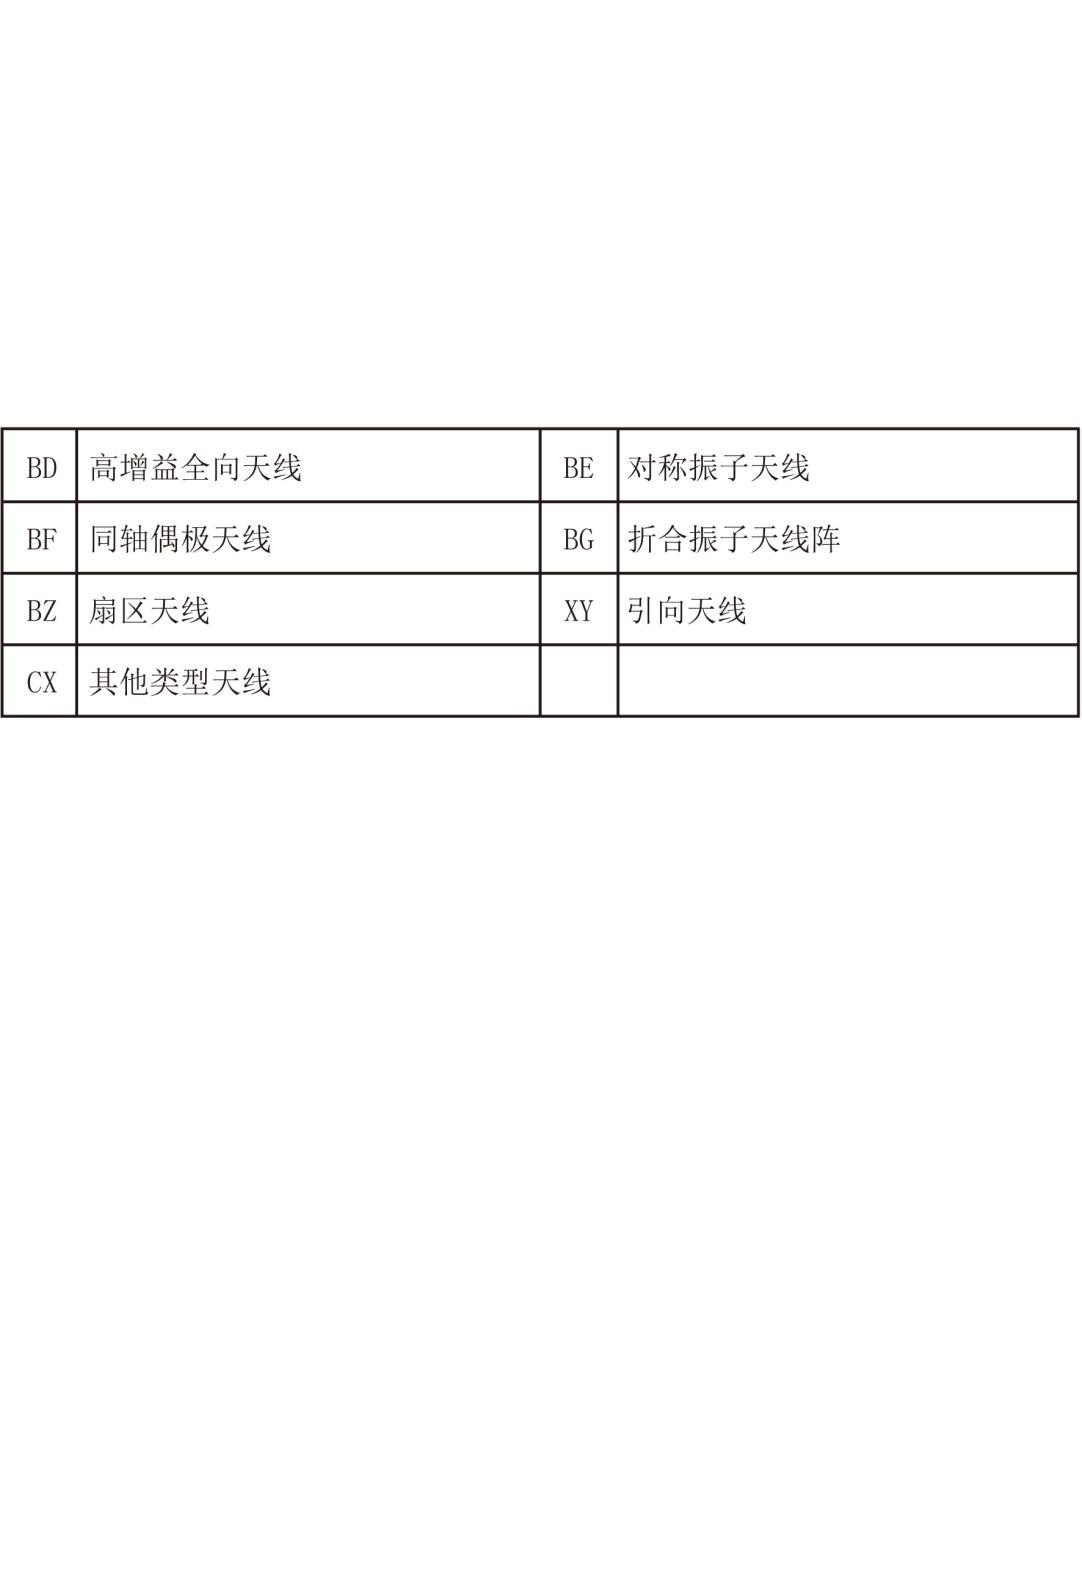 BD 高增益全向天线 BE 对称振子天线
BF 同轴偶极天线 BG 折合振子天线阵
BZ 扇区天线 XY 引向天线
CX 其他类型天线